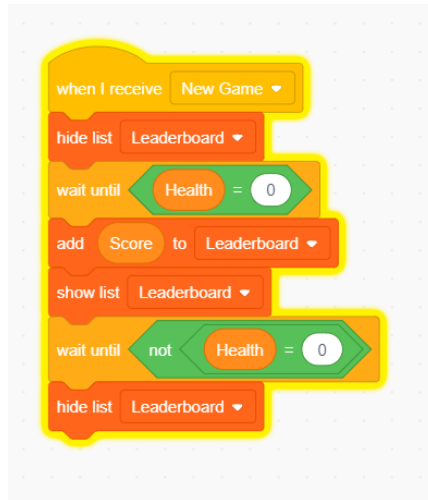 when I receive New Game
hide list Leaderboard
wait until Health = 0
add Score to Leaderboard
show list Leaderboard
wait until not Health = 0
hide list Leaderboard